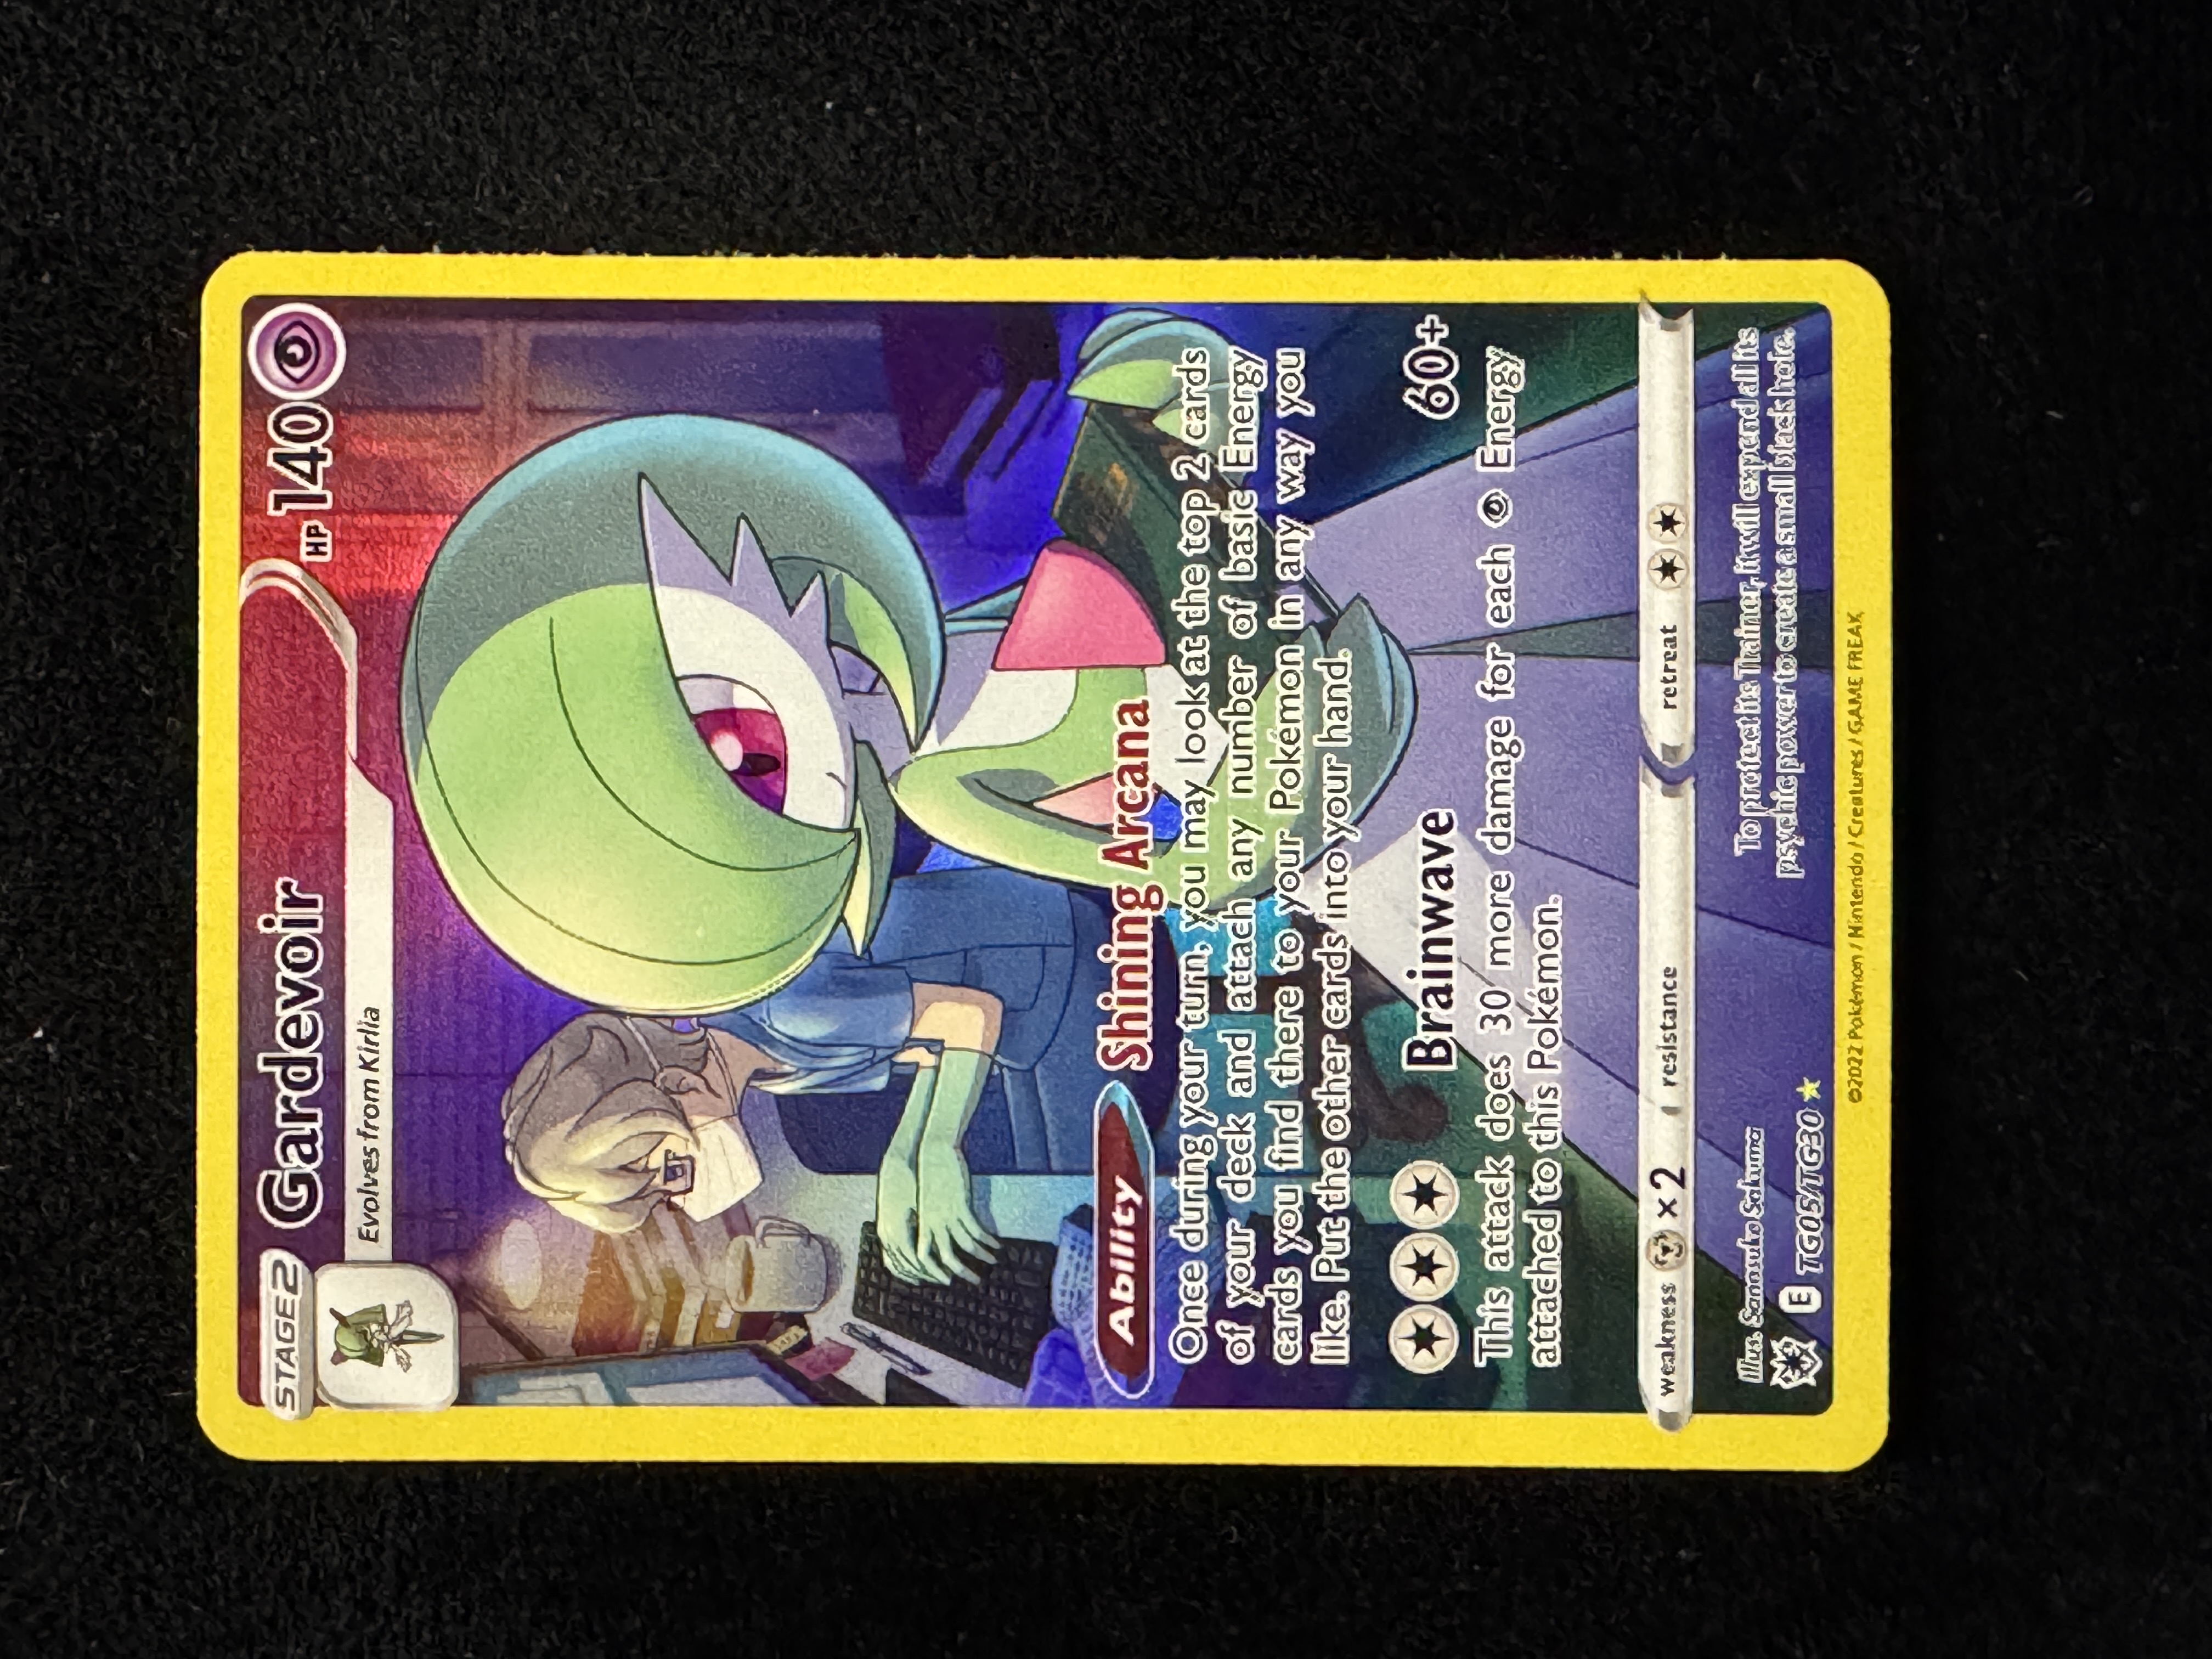 STAGE 2
Gardevoir
HP 140
Evolves from Kirlia
Ability Shining Arcana
Once during your turn, you may look at the top 2 cards
of your deck and attach any number of basic Energy
cards you find there to your Pokémon in any way you
like. Put the other cards into your hand.
Brainwave 60+
This attack does 30 more damage for each Energy
attached to this Pokémon.
weakness ×2 resistance retreat
Illus. Sanosuke Sakuma
E TG05/TG30
To protect its Trainer, it will expend all its
psychic power to create a small black hole.
©2022 Pokémon / Nintendo / Creatures / GAME FREAK